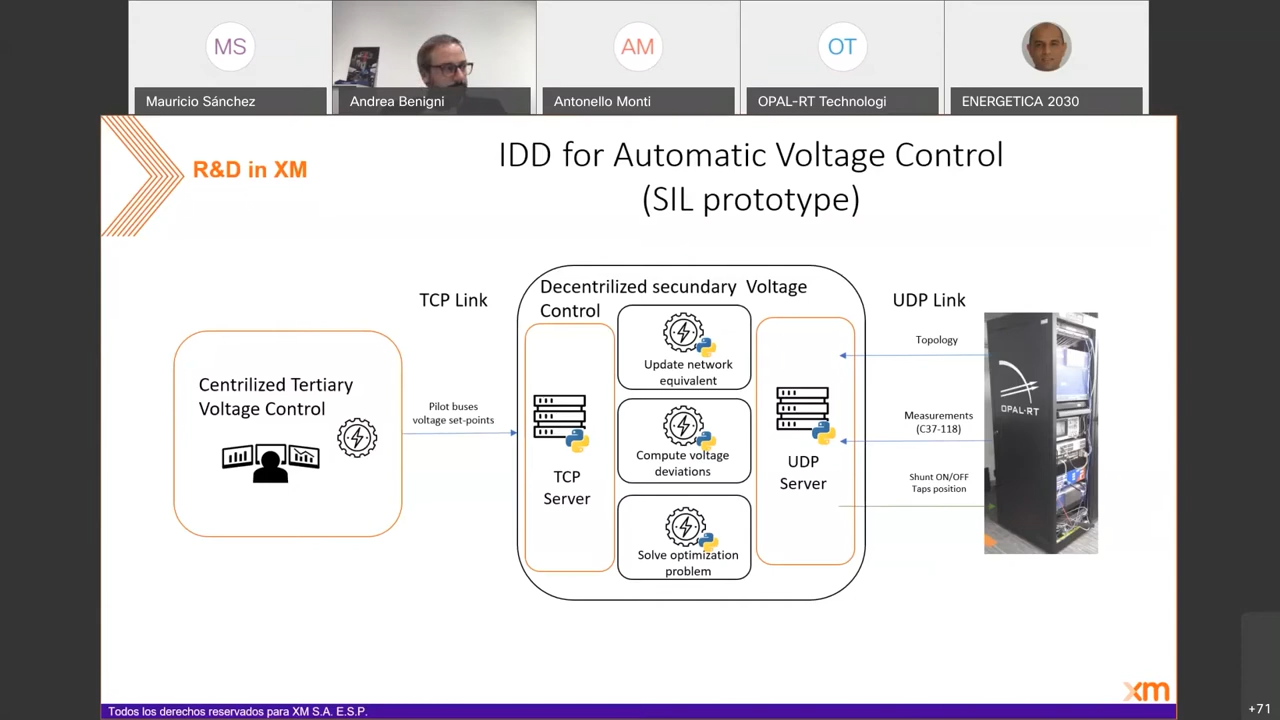 MS
AM
OT
Mauricio Sánchez
Andrea Benigni
Antonello Monti
OPAL-RT Technologi
ENERGETICA 2030
R&D in XM
IDD for Automatic Voltage Control
(SIL prototype)
TCP Link
Decentrilized secundary Voltage
Control
UDP Link
Centrilized Tertiary
Voltage Control
Pilot buses
voltage set-points
TCP
Server
Update network
equivalent
Compute voltage
deviations
Solve optimization
problem
UDP
Server
Topology
Measurements
(C37-118)
Shunt ON/OFF
Taps position
OPAL-RT
xm
Todos los derechos reservados para XM S.A. E.S.P.
+71